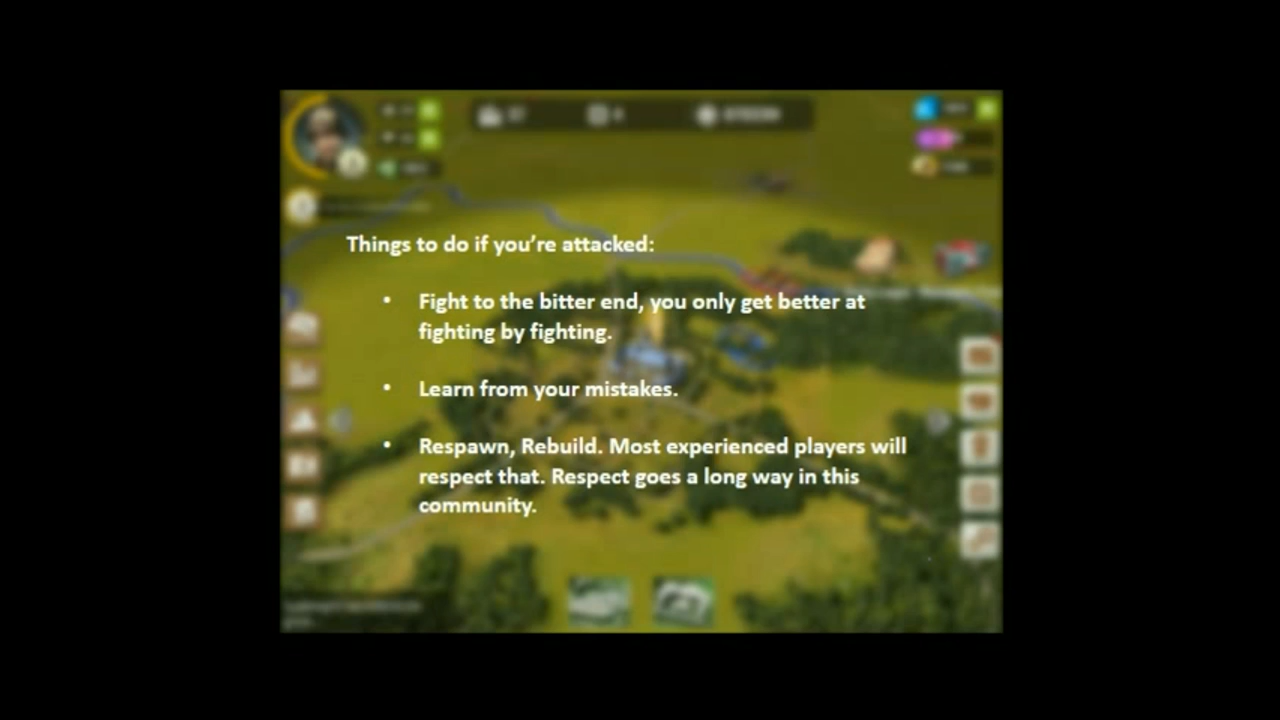 Things to do if you're attacked:
• Fight to the bitter end, you only get better at
fighting by fighting.
• Learn from your mistakes.
• Respawn, Rebuild. Most experienced players will
respect that. Respect goes a long way in this
community.